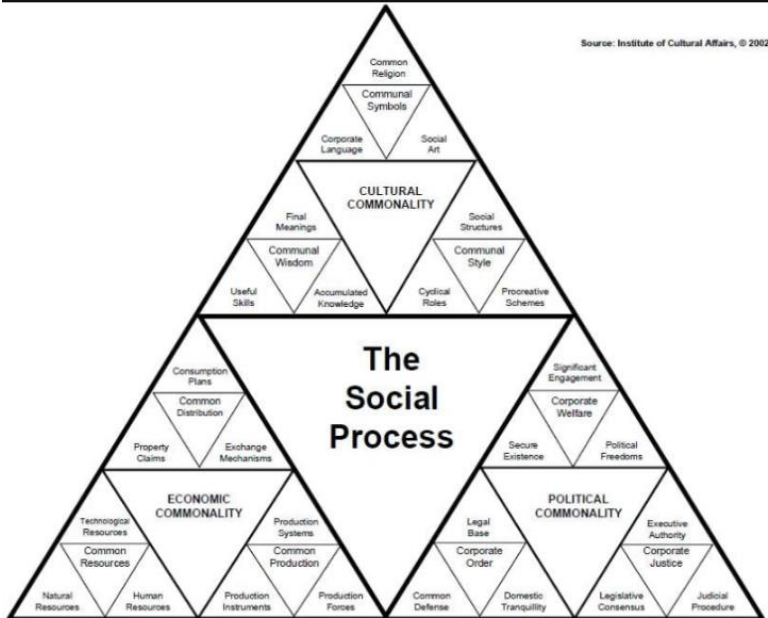 Source: Institute of Cultural Affairs, © 2002
Common
Religion
Communal
Symbols
Corporate
Language
Social
Art
CULTURAL
COMMONALITY
Final
Meanings
Communal
Wisdom
Useful
Skills
Accumulated
Knowledge
Social
Structures
Communal
Style
Cyclical
Roles
Procreative
Schemes
The
Social
Process
Consumption
Plans
Common
Distribution
Property
Claims
Exchange
Mechanisms
ECONOMIC
COMMONALITY
Technological
Resources
Common
Resources
Natural
Resources
Human
Resources
Production
Systems
Common
Production
Production
Instruments
Production
Forces
Significant
Engagement
Corporate
Welfare
Secure
Existence
Political
Freedoms
POLITICAL
COMMONALITY
Legal
Base
Corporate
Order
Common
Defense
Domestic
Tranquillity
Executive
Authority
Corporate
Justice
Legislative
Consensus
Judicial
Procedure